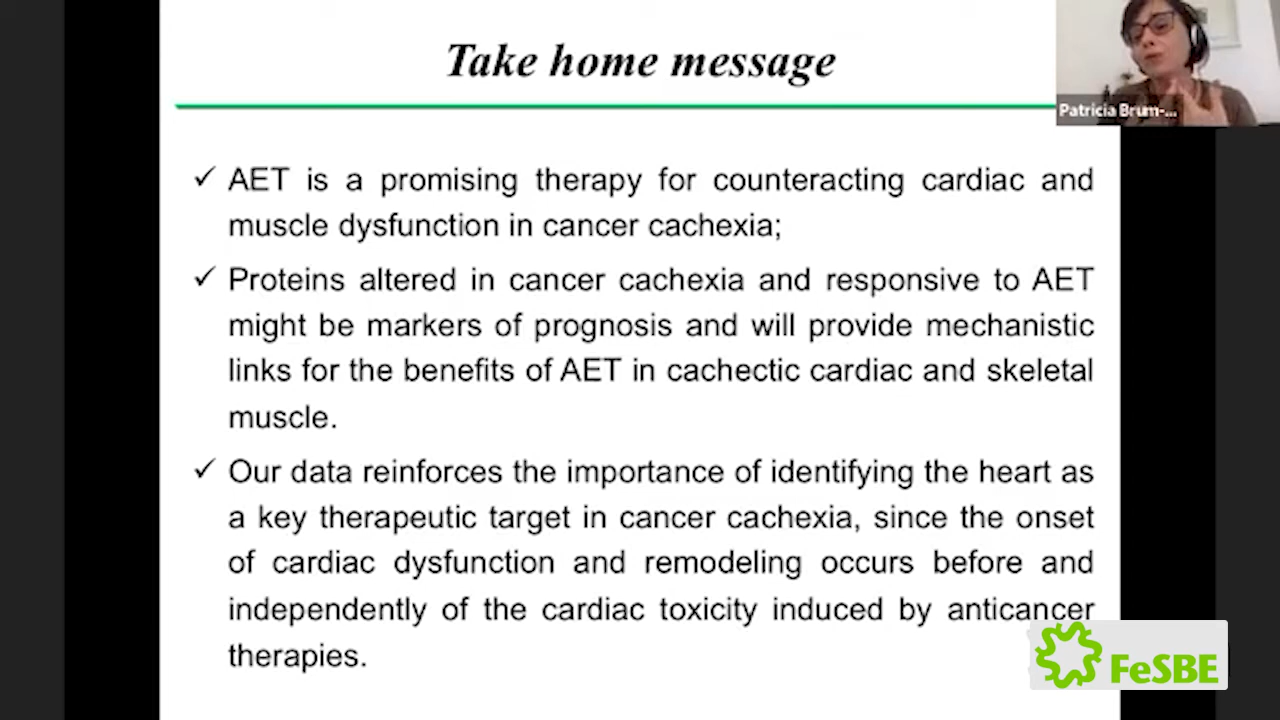 Take home message
Patricia Brum-...
✓ AET is a promising therapy for counteracting cardiac and
muscle dysfunction in cancer cachexia;
✓ Proteins altered in cancer cachexia and responsive to AET
might be markers of prognosis and will provide mechanistic
links for the benefits of AET in cachectic cardiac and skeletal
muscle.
✓ Our data reinforces the importance of identifying the heart as
a key therapeutic target in cancer cachexia, since the onset
of cardiac dysfunction and remodeling occurs before and
independently of the cardiac toxicity induced by anticancer
therapies.
FeSBE